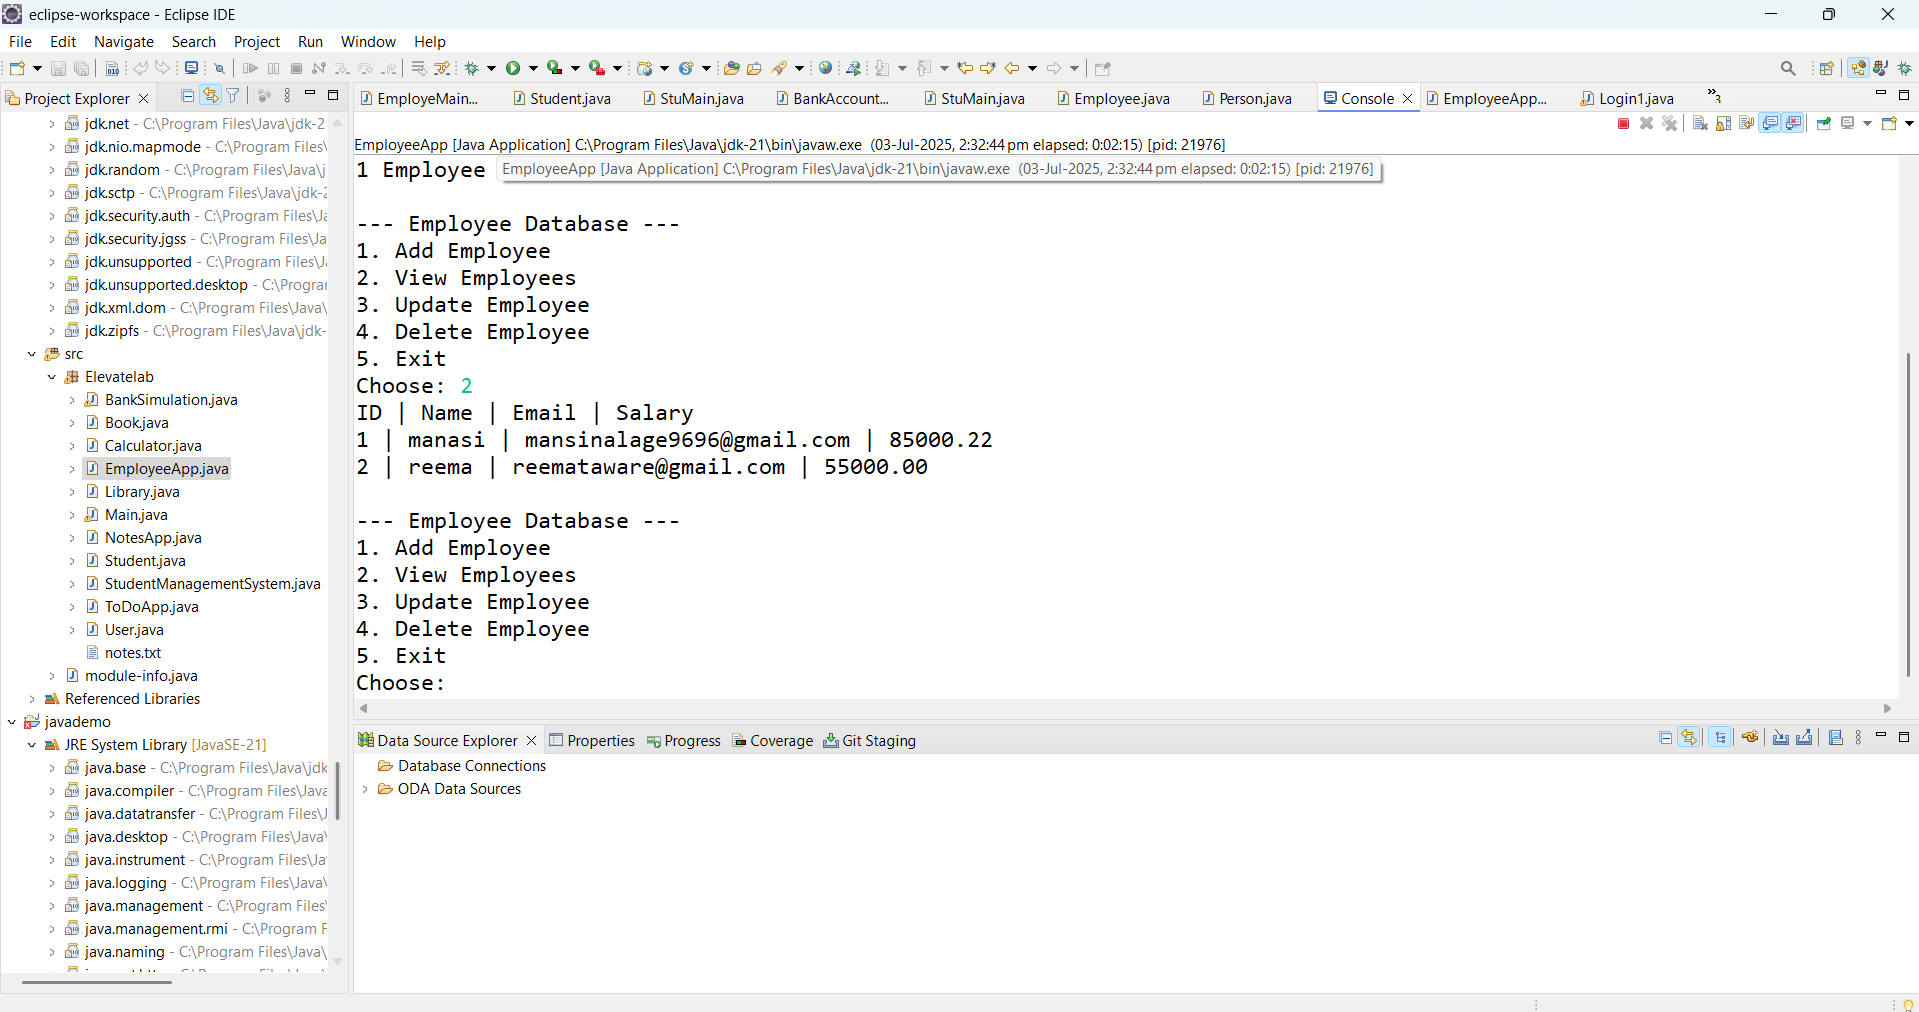 eclipse-workspace - Eclipse IDE
File Edit Navigate Search Project Run Window Help
Project Explorer
EmployeMain...
Student.java
StuMain.java
BankAccount...
StuMain.java
Employee.java
Person.java
Console
EmployeeApp...
Login1.java
»3
jdk.net - C:\Program Files\Java\jdk-2
jdk.nio.mapmode - C:\Program Files\
jdk.random - C:\Program Files\Java\j
jdk.sctp - C:\Program Files\Java\jdk-2
jdk.security.auth - C:\Program Files\Ja
jdk.security.jgss - C:\Program Files\Ja
jdk.unsupported - C:\Program Files\J
jdk.unsupported.desktop - C:\Prograr
jdk.xml.dom - C:\Program Files\Java\
jdk.zipfs - C:\Program Files\Java\jdk-
src
Elevatelab
BankSimulation.java
Book.java
Calculator.java
EmployeeApp.java
Library.java
Main.java
NotesApp.java
Student.java
StudentManagementSystem.java
ToDoApp.java
User.java
notes.txt
module-info.java
Referenced Libraries
javademo
JRE System Library [JavaSE-21]
java.base - C:\Program Files\Java\jdk
java.compiler - C:\Program Files\Java
java.datatransfer - C:\Program Files\J
java.desktop - C:\Program Files\Java\
java.instrument - C:\Program Files\Ja
java.logging - C:\Program Files\Java\
java.management - C:\Program Files\
java.management.rmi - C:\Program F
java.naming - C:\Program Files\Java\
EmployeeApp [Java Application] C:\Program Files\Java\jdk-21\bin\javaw.exe (03-Jul-2025, 2:32:44 pm elapsed: 0:02:15) [pid: 21976]
1 Employee
EmployeeApp [Java Application] C:\Program Files\Java\jdk-21\bin\javaw.exe (03-Jul-2025, 2:32:44 pm elapsed: 0:02:15) [pid: 21976]
--- Employee Database ---
1. Add Employee
2. View Employees
3. Update Employee
4. Delete Employee
5. Exit
Choose: 2
ID | Name | Email | Salary
1 | manasi | mansinalage9696@gmail.com | 85000.22
2 | reema | reemataware@gmail.com | 55000.00
--- Employee Database ---
1. Add Employee
2. View Employees
3. Update Employee
4. Delete Employee
5. Exit
Choose:
Data Source Explorer
Properties
Progress
Coverage
Git Staging
Database Connections
ODA Data Sources